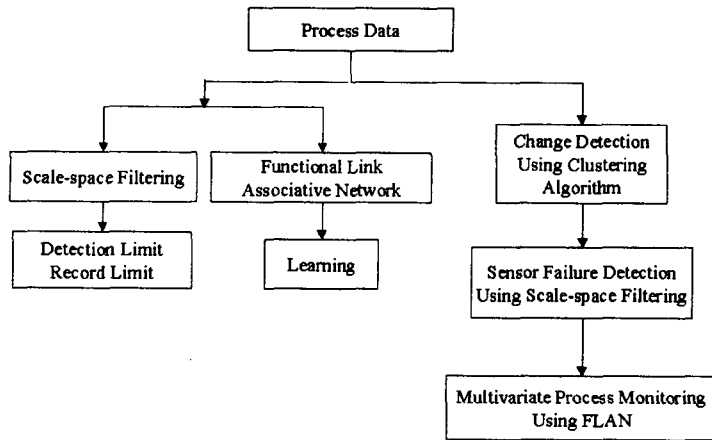 Process Data
Scale-space Filtering
Detection Limit
Record Limit
Functional Link
Associative Network
Learning
Change Detection
Using Clustering
Algorithm
Sensor Failure Detection
Using Scale-space Filtering
Multivariate Process Monitoring
Using FLAN